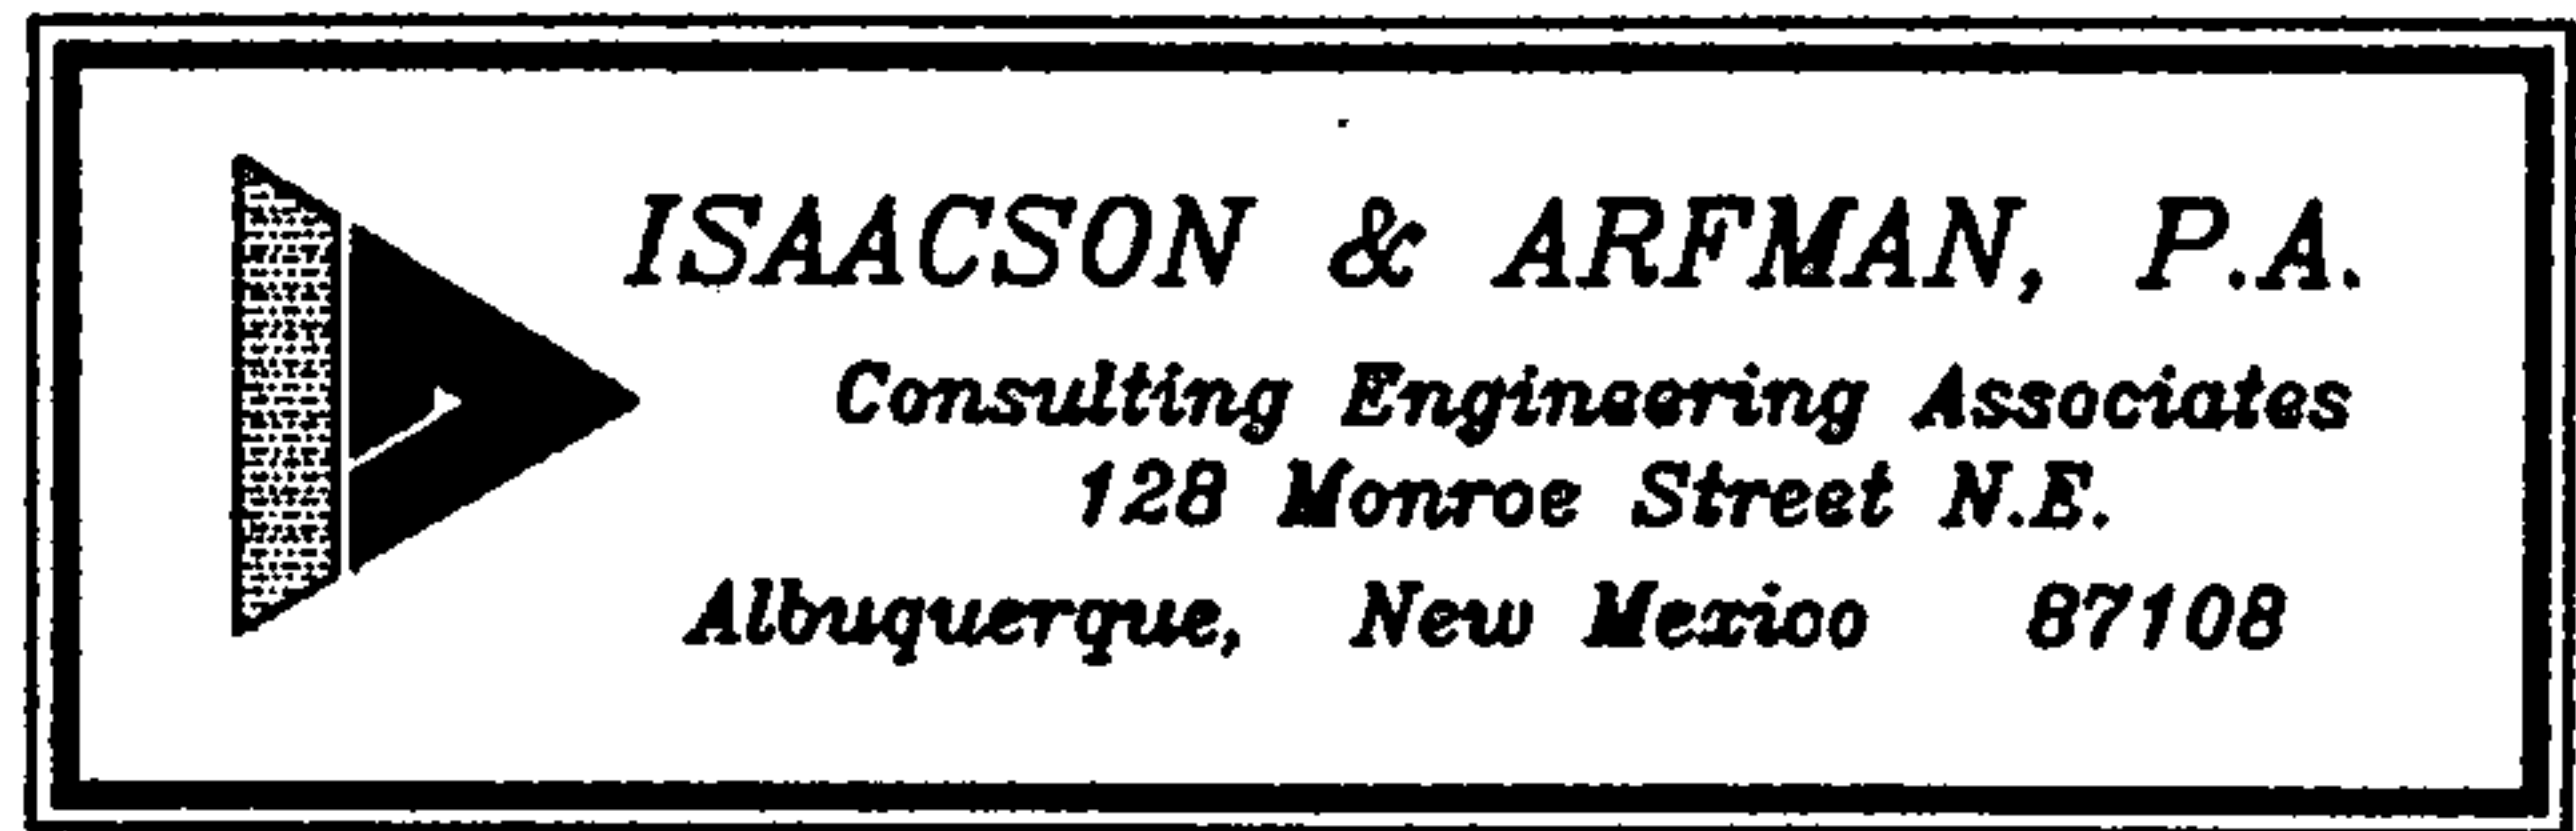 ISAACSON & ARFMAN, P.A.
Consulting Engineering Associates
128 Monroe Street N.E.
Albuquerque, New Mexico 87108